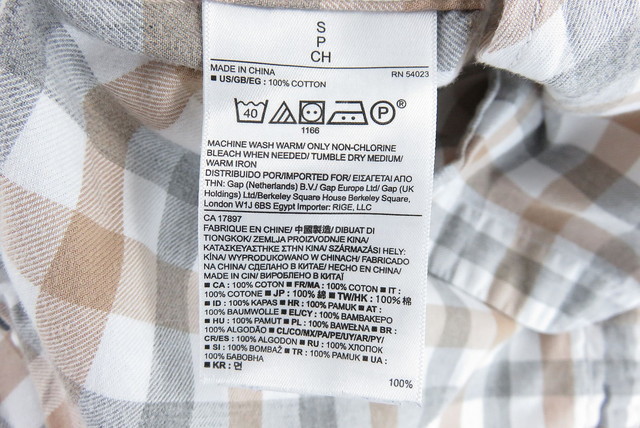 S
P
CH
MADE IN CHINA RN 54023
■ US/GB/EG : 100% COTTON
40 P ®
1166
MACHINE WASH WARM/ ONLY NON-CHLORINE
BLEACH WHEN NEEDED/ TUMBLE DRY MEDIUM/
WARM IRON
DISTRIBUIDO POR/IMPORTED FOR/ ΕΙΣΑΓΕΤΑΙ ΑΠΟ
ΤΗΝ: Gap (Netherlands) B.V./ Gap Europe Ltd/ Gap (UK
Holdings) Ltd/Berkeley Square House Berkeley Square,
London W1J 6BS Egypt Importer: RIGE, LLC
CA 17897
FABRIQUE EN CHINE/ 中國製造/ DIBUAT DI
TIONGKOK/ ZEMLJA PROIZVODNJE KINA/
ΚΑΤΑΣΚΕΥΑΣΤΗΚΕ ΣΤΗΝ ΚΙΝΑ/ SZÁRMAZÁSI HELY:
KÍNA/ WYPRODUKOWANO W CHINACH/ FABRICADO
NA CHINA/ СДЕЛАНО В КИТАЕ/ HECHO EN CHINA/
MADE IN CIN/ ВИРОБЛЕНО В КИТАЇ
■ CA : 100% COTON ■ FR/MA : 100% COTON ■ IT :
100% COTONE ■ JP : 100% 綿 ■ TW/HK : 100% 棉
■ ID : 100% KAPAS ■ HR : 100% PAMUK ■ AT :
100% BAUMWOLLE ■ EL/CY : 100% ΒΑΜΒΑΚΕΡΟ
■ HU : 100% PAMUT ■ PL : 100% BAWEŁNA ■ BR :
100% ALGODÃO ■ CL/CO/MX/PA/PE/UY/AR/PY/
CR/ES : 100% ALGODON ■ RU : 100% ХЛОПОК
■ SI : 100% BOMBAŽ ■ TR : 100% PAMUK ■ UA :
100% БАВОВНА
■ KR : 면
100%